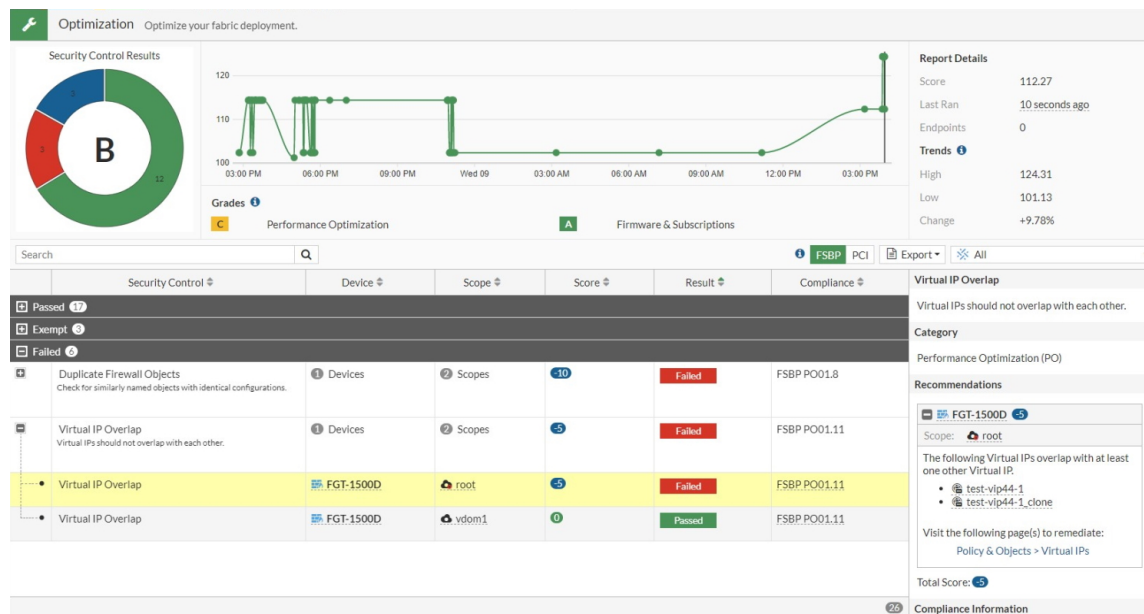 Optimization Optimize your fabric deployment.
Security Control Results
B
3
12
120
110
100
03:00 PM 06:00 PM 09:00 PM Wed 09 03:00 AM 06:00 AM 09:00 AM 12:00 PM 03:00 PM
Grades
C Performance Optimization A Firmware & Subscriptions
Report Details
Score 112.27
Last Ran 10 seconds ago
Endpoints 0
Trends
High 124.31
Low 101.13
Change +9.78%
Search FSBP PCI Export All
Security Control Device Scope Score Result Compliance
Passed 17
Exempt 3
Failed 6
Duplicate Firewall Objects 1 Devices 2 Scopes -10 Failed FSBP PO01.8
Check for similarly named objects with identical configurations.
Virtual IP Overlap 1 Devices 2 Scopes -5 Failed FSBP PO01.11
Virtual IPs should not overlap with each other.
Virtual IP Overlap FGT-1500D root -5 Failed FSBP PO01.11
Virtual IP Overlap FGT-1500D vdom1 0 Passed FSBP PO01.11
26
Virtual IP Overlap
Virtual IPs should not overlap with each other.
Category
Performance Optimization (PO)
Recommendations
FGT-1500D -5
Scope: root
The following Virtual IPs overlap with at least
one other Virtual IP.
test-vip44-1
test-vip44-1_clone
Visit the following page(s) to remediate:
Policy & Objects > Virtual IPs
Total Score: -5
Compliance Information